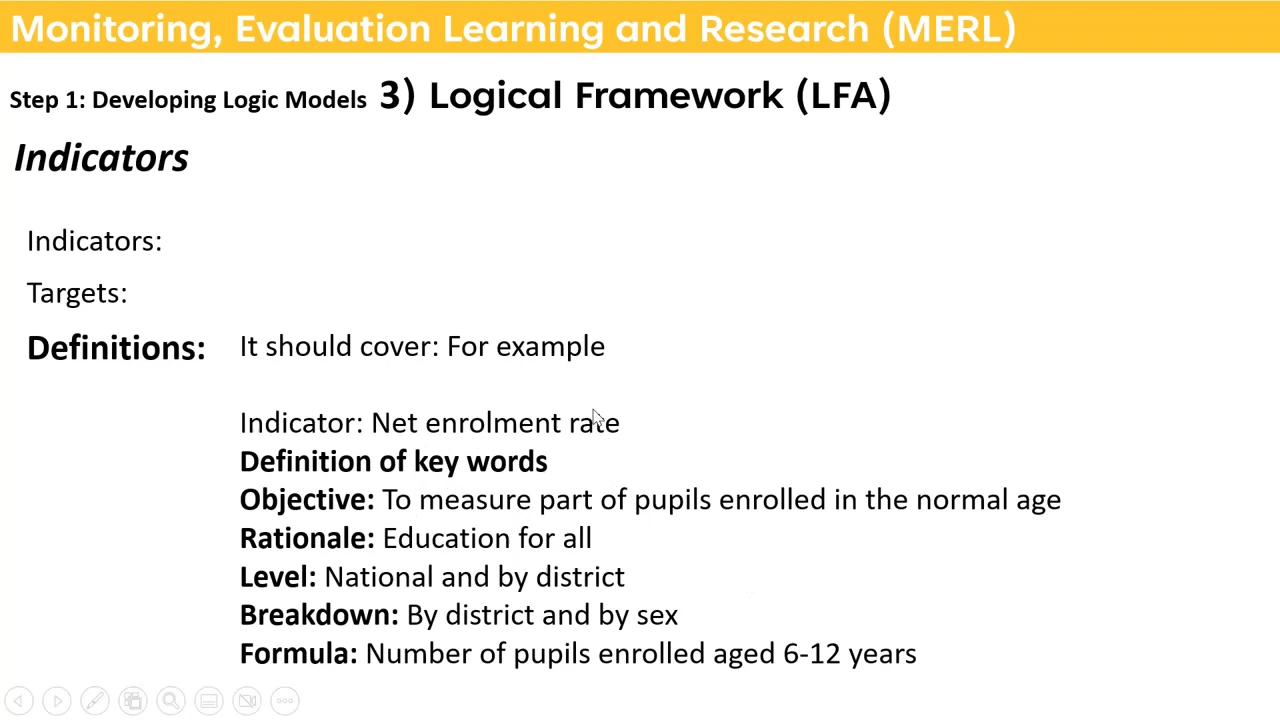 Monitoring, Evaluation Learning and Research (MERL)
Step 1: Developing Logic Models 3) Logical Framework (LFA)
Indicators
Indicators:
Targets:
Definitions: It should cover: For example
Indicator: Net enrolment rate
Definition of key words
Objective: To measure part of pupils enrolled in the normal age
Rationale: Education for all
Level: National and by district
Breakdown: By district and by sex
Formula: Number of pupils enrolled aged 6-12 years